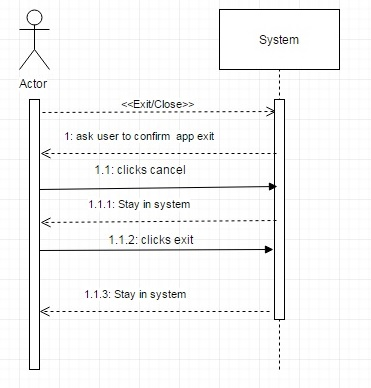 System
Actor
<<Exit/Close>>
1: ask user to confirm app exit
1.1: clicks cancel
1.1.1: Stay in system
1.1.2: clicks exit
1.1.3: Stay in system